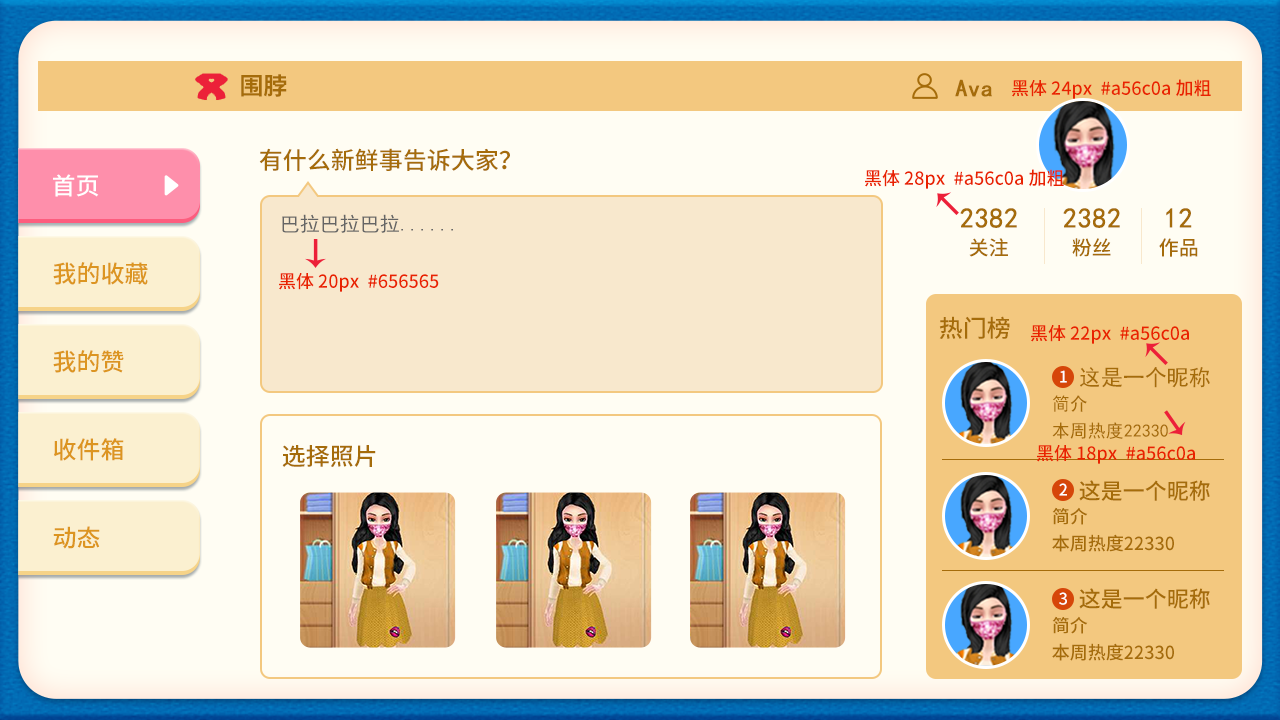 围脖
Ava 黑体 24px #a56c0a 加粗
首页
我的收藏
我的赞
收件箱
动态
有什么新鲜事告诉大家?
巴拉巴拉巴拉......
黑体 20px #656565
选择照片
黑体 28px #a56c0a 加粗
2382 2382 12
关注 粉丝 作品
热门榜 黑体 22px #a56c0a
1 这是一个昵称
简介
本周热度22330
黑体 18px #a56c0a
2 这是一个昵称
简介
本周热度22330
3 这是一个昵称
简介
本周热度22330